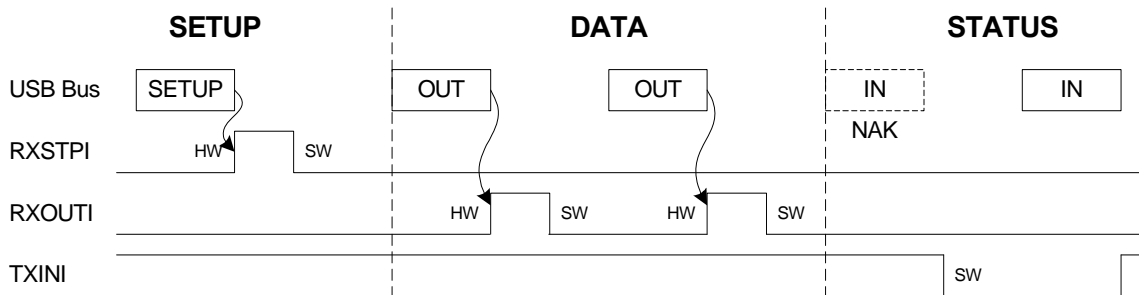 SETUP DATA STATUS
USB Bus SETUP OUT OUT IN IN
NAK
RXSTPI HW SW
RXOUTI HW SW HW SW
TXINI SW